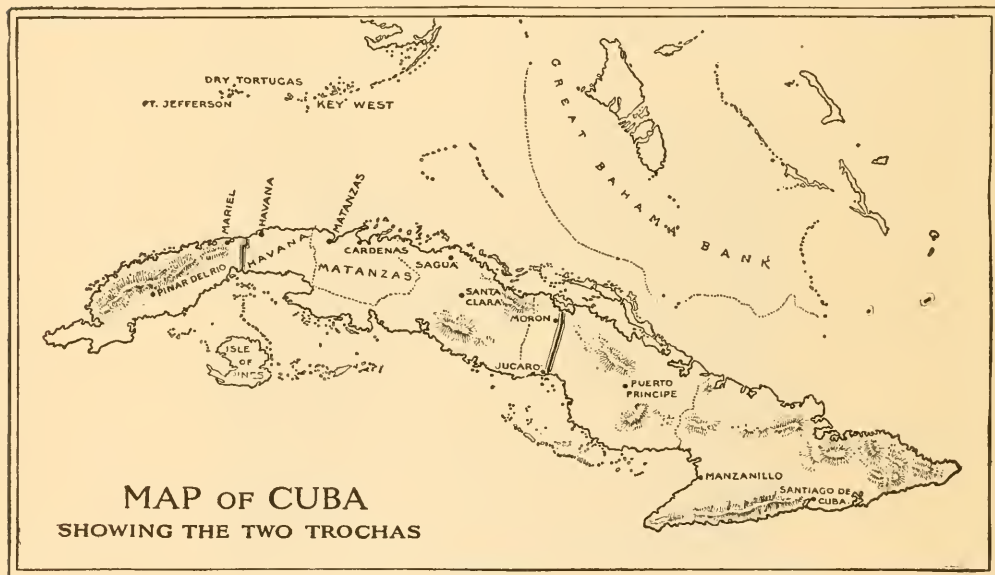 DRY TORTUGAS
FT. JEFFERSON
KEY WEST
GREAT BAHAMA BANK
MARIEL
HAVANA
MATANZAS
HAVANA
CARDENAS
MATANZAS
SAGUA
PINAR DEL RIO
SANTA
CLARA
MORON
ISLE
OF
PINES
JUCARO
PUERTO
PRINCIPE
MANZANILLO
SANTIAGO DE
CUBA
MAP OF CUBA
SHOWING THE TWO TROCHAS